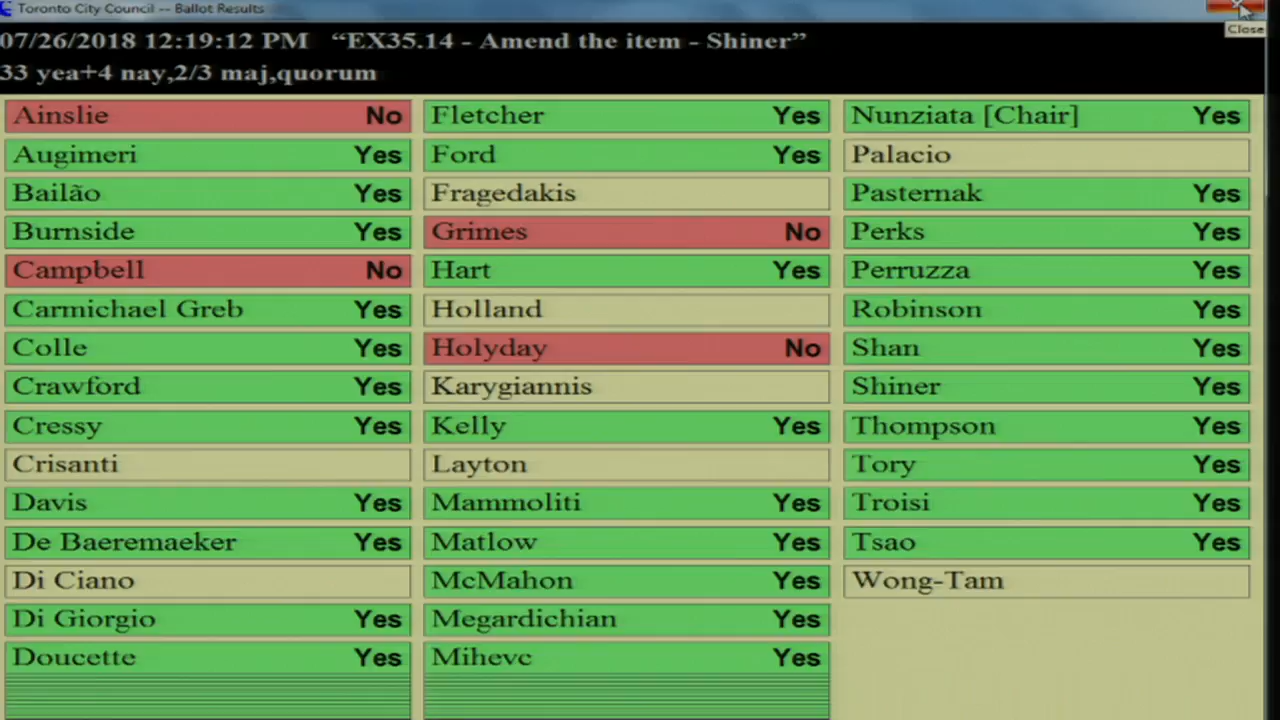 Toronto City Council -- Ballot Results
Close
07/26/2018 12:19:12 PM “EX35.14 - Amend the item - Shiner”
33 yea+4 nay,2/3 maj,quorum
Ainslie No
Augimeri Yes
Bailão Yes
Burnside Yes
Campbell No
Carmichael Greb Yes
Colle Yes
Crawford Yes
Cressy Yes
Crisanti
Davis Yes
De Baeremaeker Yes
Di Ciano
Di Giorgio Yes
Doucette Yes
Fletcher Yes
Ford Yes
Fragedakis
Grimes No
Hart Yes
Holland
Holyday No
Karygiannis
Kelly Yes
Layton
Mammoliti Yes
Matlow Yes
McMahon Yes
Megardichian Yes
Mihevc Yes
Nunziata [Chair] Yes
Palacio
Pasternak Yes
Perks Yes
Perruzza Yes
Robinson Yes
Shan Yes
Shiner Yes
Thompson Yes
Tory Yes
Troisi Yes
Tsao Yes
Wong-Tam